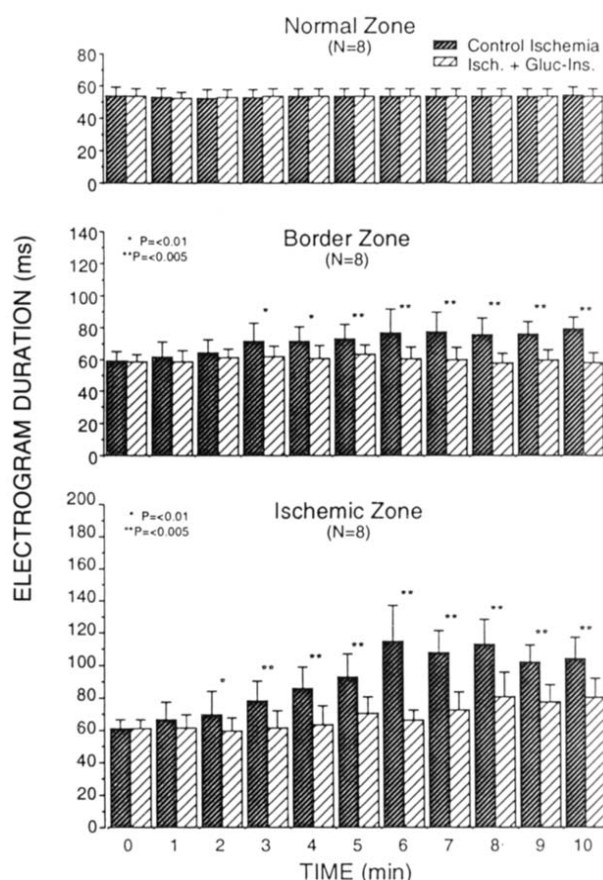 Normal Zone
(N=8)
Control Ischemia
Isch. + Gluc-Ins.
80
60
40
20
0
Border Zone
(N=8)
* P=<0.01
**P=<0.005
140
120
100
80
60
40
20
0
* * ** ** ** ** ** **
ELECTROGRAM DURATION (ms)
Ischemic Zone
(N=8)
* P=<0.01
**P=<0.005
200
180
160
140
120
100
80
60
40
20
0
* ** ** ** ** ** ** ** **
0 1 2 3 4 5 6 7 8 9 10
TIME (min)